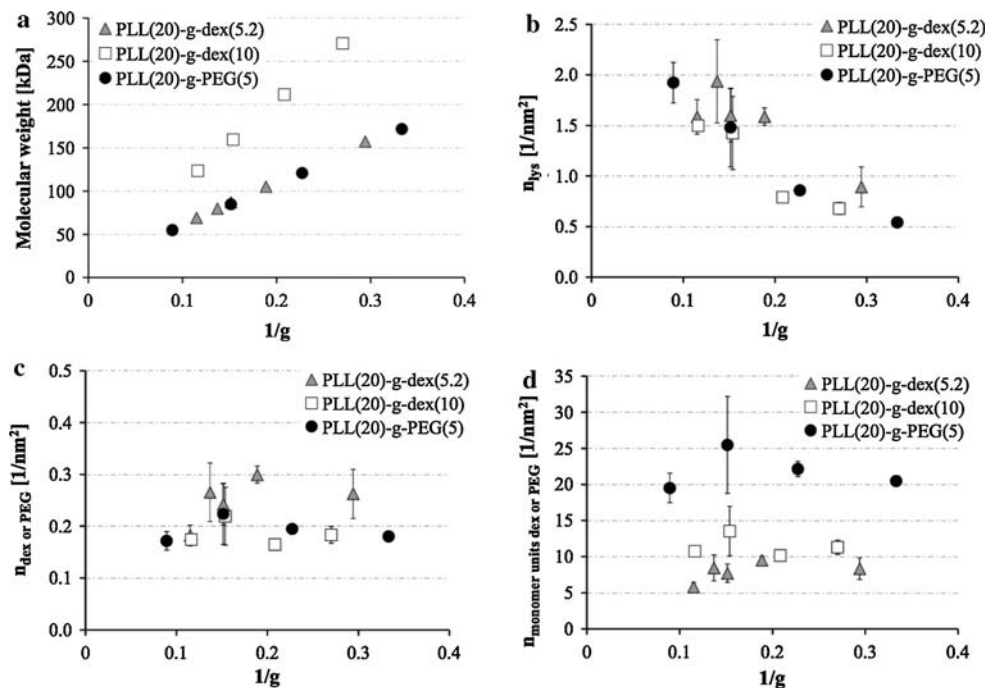 a
PLL(20)-g-dex(5.2)
PLL(20)-g-dex(10)
PLL(20)-g-PEG(5)
Molecular weight [kDa]
300
250
200
150
100
50
0
0 0.1 0.2 0.3 0.4
1/g
b
PLL(20)-g-dex(5.2)
PLL(20)-g-dex(10)
PLL(20)-g-PEG(5)
n_lys [1/nm²]
2.5
2.0
1.5
1.0
0.5
0.0
0 0.1 0.2 0.3 0.4
1/g
c
PLL(20)-g-dex(5.2)
PLL(20)-g-dex(10)
PLL(20)-g-PEG(5)
n_dex or PEG [1/nm²]
0.5
0.4
0.3
0.2
0.1
0.0
0 0.1 0.2 0.3 0.4
1/g
d
PLL(20)-g-dex(5.2)
PLL(20)-g-dex(10)
PLL(20)-g-PEG(5)
n_monomer units dex or PEG [1/nm²]
35
30
25
20
15
10
5
0
0 0.1 0.2 0.3 0.4
1/g